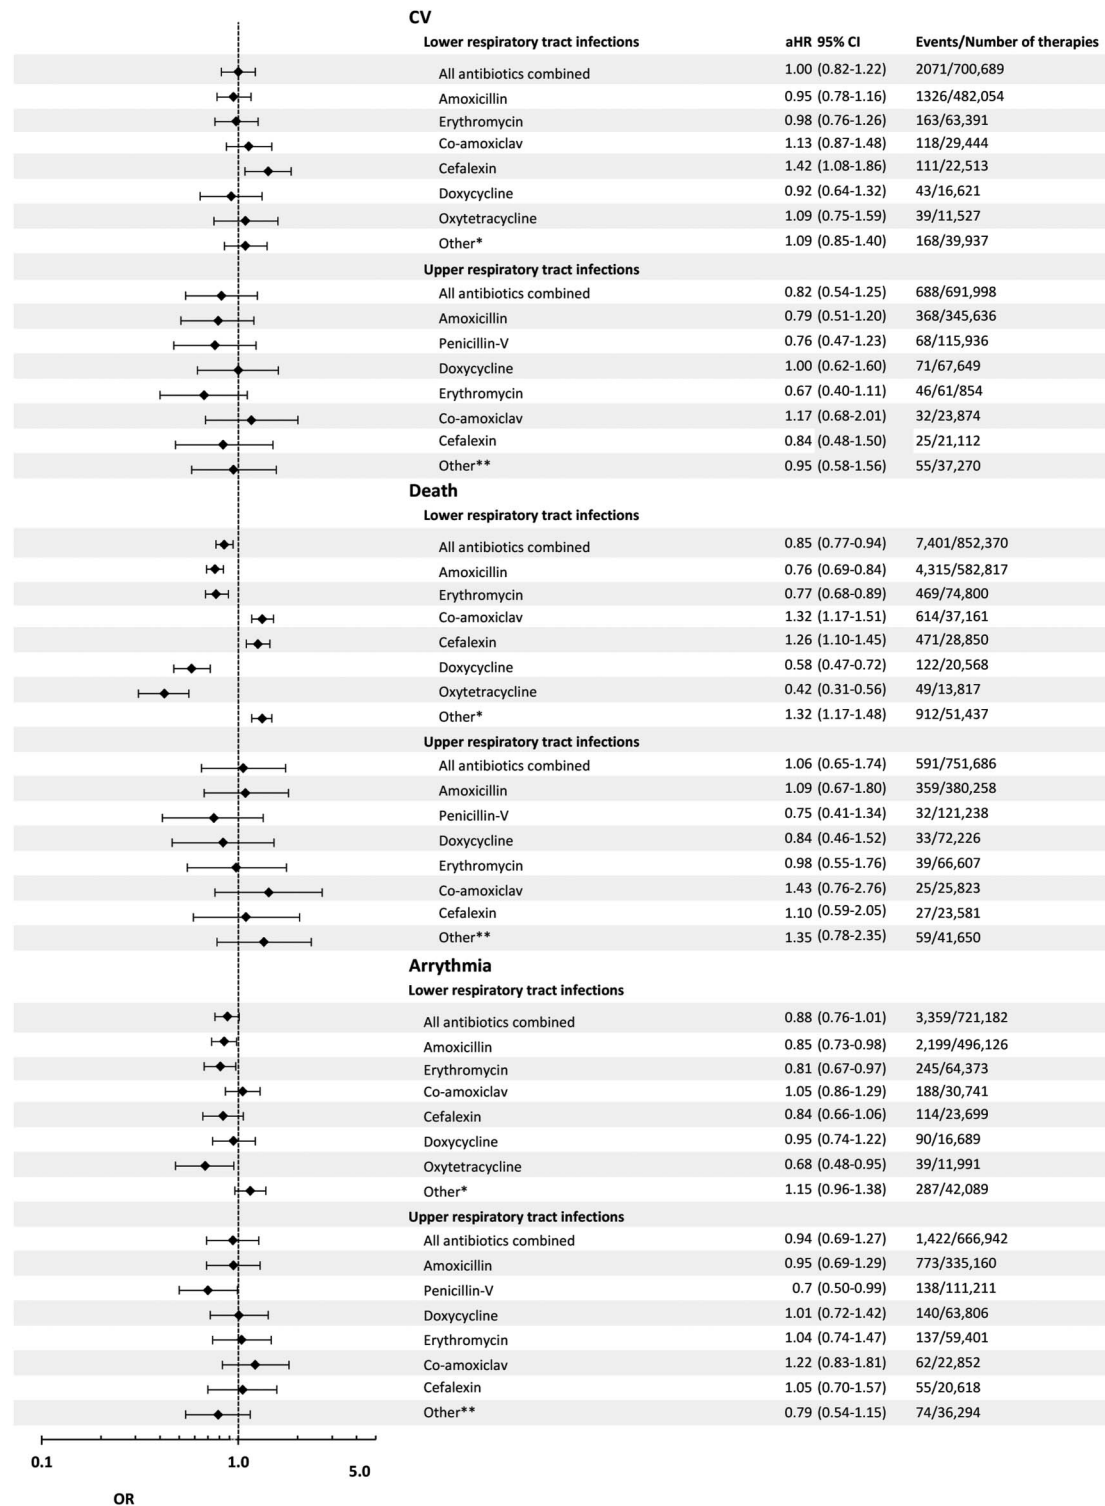 CV
Lower respiratory tract infections aHR 95% CI Events/Number of therapies
All antibiotics combined 1.00 (0.82-1.22) 2071/700,689
Amoxicillin 0.95 (0.78-1.16) 1326/482,054
Erythromycin 0.98 (0.76-1.26) 163/63,391
Co-amoxiclav 1.13 (0.87-1.48) 118/29,444
Cefalexin 1.42 (1.08-1.86) 111/22,513
Doxycycline 0.92 (0.64-1.32) 43/16,621
Oxytetracycline 1.09 (0.75-1.59) 39/11,527
Other* 1.09 (0.85-1.40) 168/39,937
Upper respiratory tract infections
All antibiotics combined 0.82 (0.54-1.25) 688/691,998
Amoxicillin 0.79 (0.51-1.20) 368/345,636
Penicillin-V 0.76 (0.47-1.23) 68/115,936
Doxycycline 1.00 (0.62-1.60) 71/67,649
Erythromycin 0.67 (0.40-1.11) 46/61/854
Co-amoxiclav 1.17 (0.68-2.01) 32/23,874
Cefalexin 0.84 (0.48-1.50) 25/21,112
Other** 0.95 (0.58-1.56) 55/37,270
Death
Lower respiratory tract infections
All antibiotics combined 0.85 (0.77-0.94) 7,401/852,370
Amoxicillin 0.76 (0.69-0.84) 4,315/582,817
Erythromycin 0.77 (0.68-0.89) 469/74,800
Co-amoxiclav 1.32 (1.17-1.51) 614/37,161
Cefalexin 1.26 (1.10-1.45) 471/28,850
Doxycycline 0.58 (0.47-0.72) 122/20,568
Oxytetracycline 0.42 (0.31-0.56) 49/13,817
Other* 1.32 (1.17-1.48) 912/51,437
Upper respiratory tract infections
All antibiotics combined 1.06 (0.65-1.74) 591/751,686
Amoxicillin 1.09 (0.67-1.80) 359/380,258
Penicillin-V 0.75 (0.41-1.34) 32/121,238
Doxycycline 0.84 (0.46-1.52) 33/72,226
Erythromycin 0.98 (0.55-1.76) 39/66,607
Co-amoxiclav 1.43 (0.76-2.76) 25/25,823
Cefalexin 1.10 (0.59-2.05) 27/23,581
Other** 1.35 (0.78-2.35) 59/41,650
Arrythmia
Lower respiratory tract infections
All antibiotics combined 0.88 (0.76-1.01) 3,359/721,182
Amoxicillin 0.85 (0.73-0.98) 2,199/496,126
Erythromycin 0.81 (0.67-0.97) 245/64,373
Co-amoxiclav 1.05 (0.86-1.29) 188/30,741
Cefalexin 0.84 (0.66-1.06) 114/23,699
Doxycycline 0.95 (0.74-1.22) 90/16,689
Oxytetracycline 0.68 (0.48-0.95) 39/11,991
Other* 1.15 (0.96-1.38) 287/42,089
Upper respiratory tract infections
All antibiotics combined 0.94 (0.69-1.27) 1,422/666,942
Amoxicillin 0.95 (0.69-1.29) 773/335,160
Penicillin-V 0.7 (0.50-0.99) 138/111,211
Doxycycline 1.01 (0.72-1.42) 140/63,806
Erythromycin 1.04 (0.74-1.47) 137/59,401
Co-amoxiclav 1.22 (0.83-1.81) 62/22,852
Cefalexin 1.05 (0.70-1.57) 55/20,618
Other** 0.79 (0.54-1.15) 74/36,294
0.1 1.0 5.0
OR